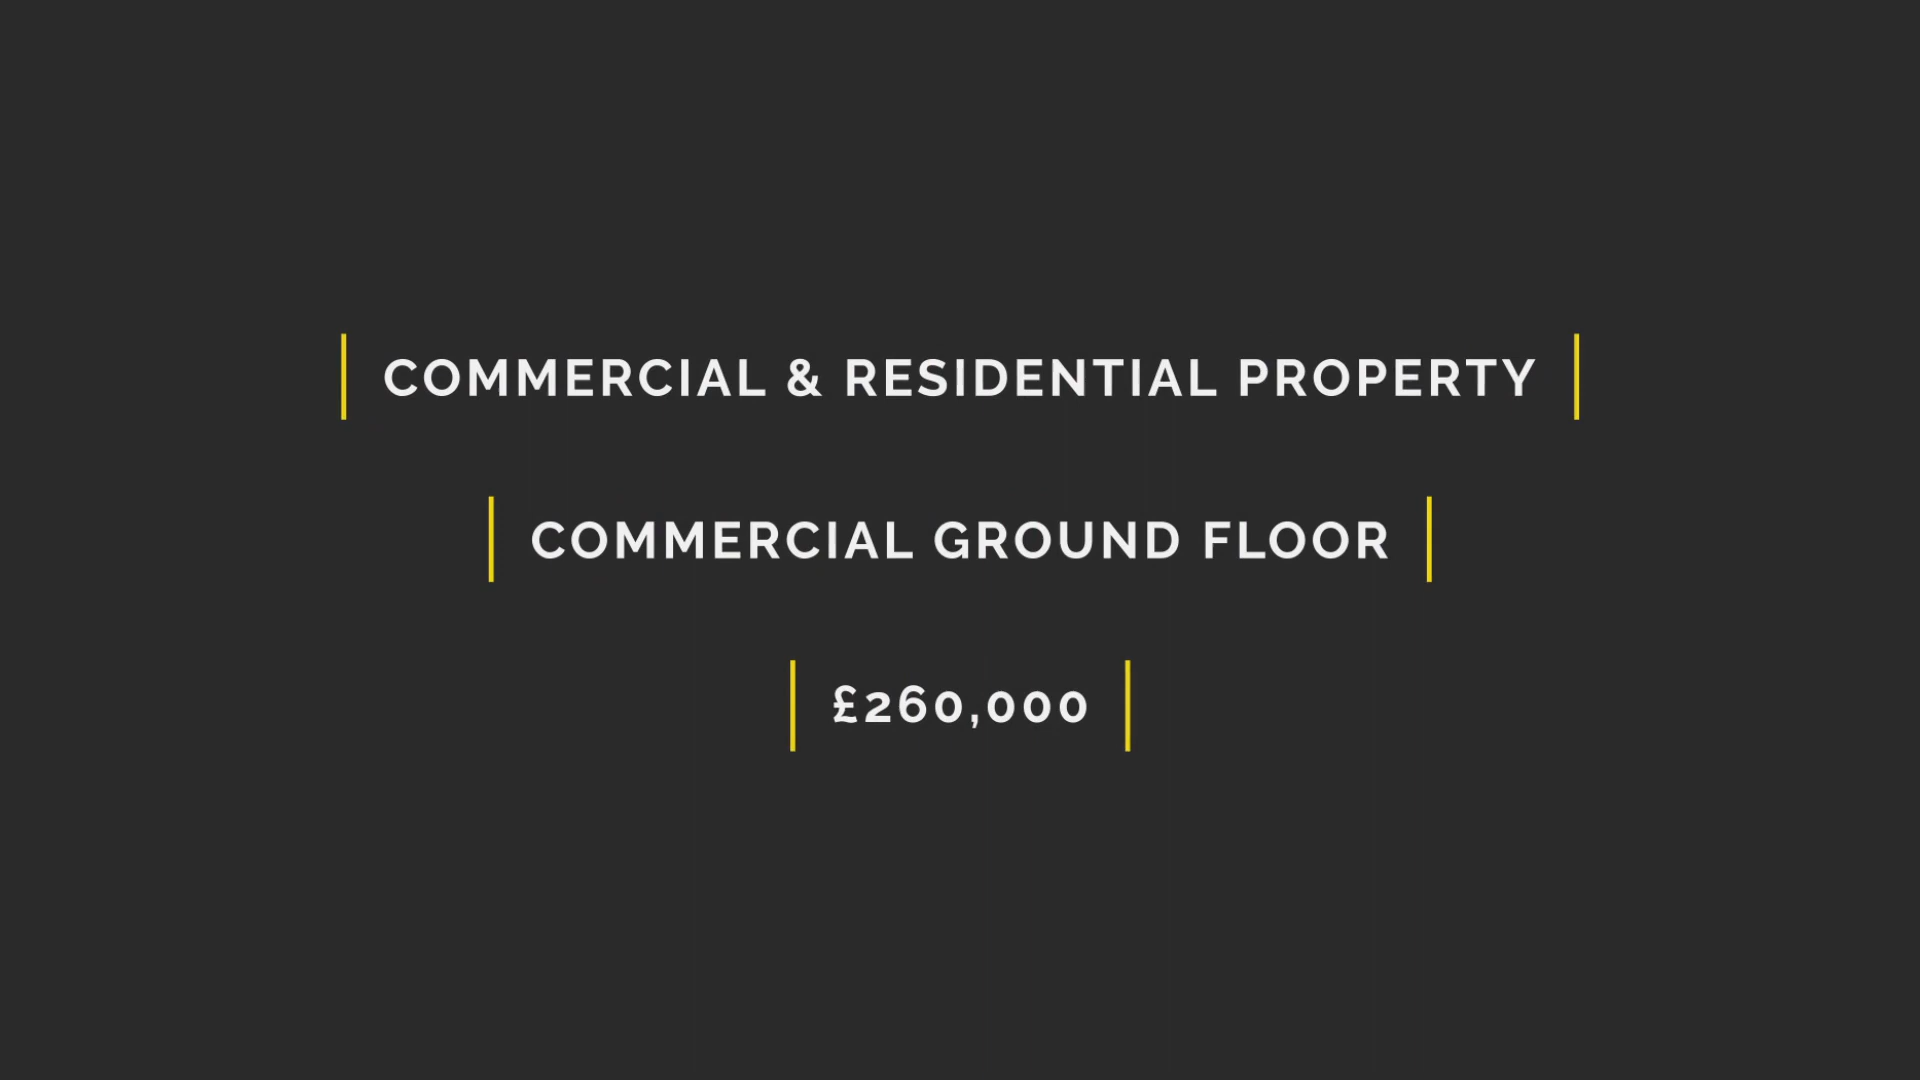 COMMERCIAL & RESIDENTIAL PROPERTY
COMMERCIAL GROUND FLOOR
£260,000